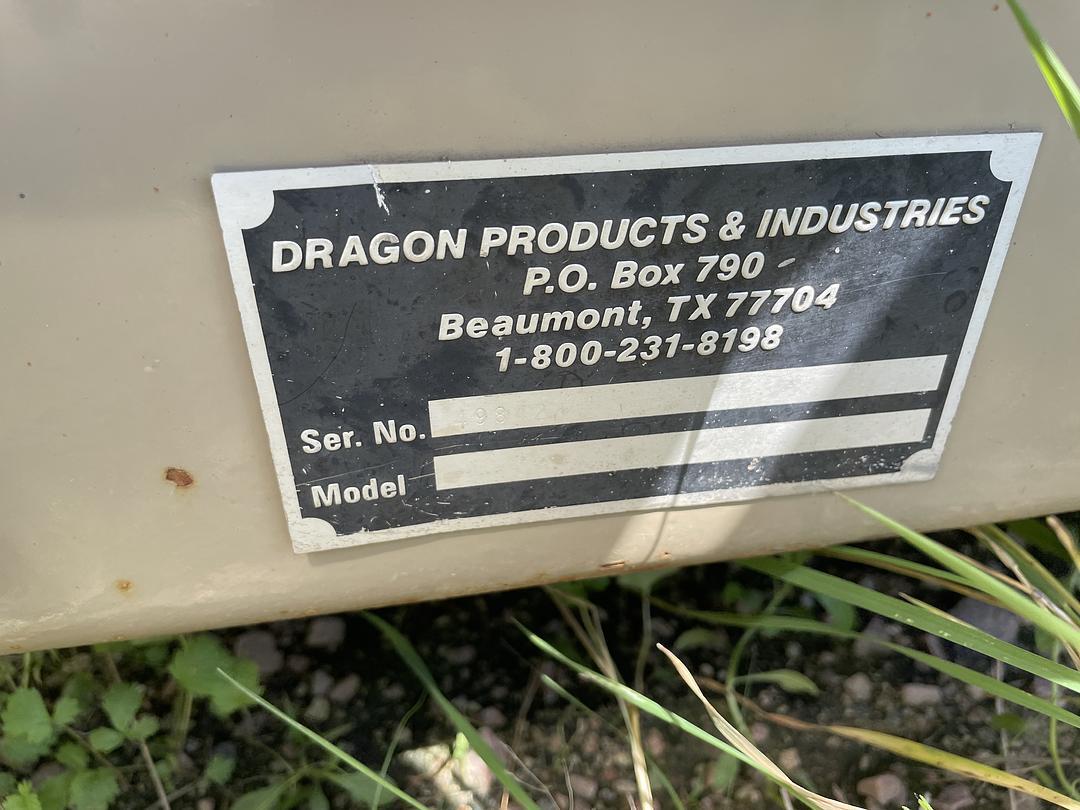 DRAGON PRODUCTS & INDUSTRIES
P.O. Box 790
Beaumont, TX 77704
1-800-231-8198
Ser. No.
Model